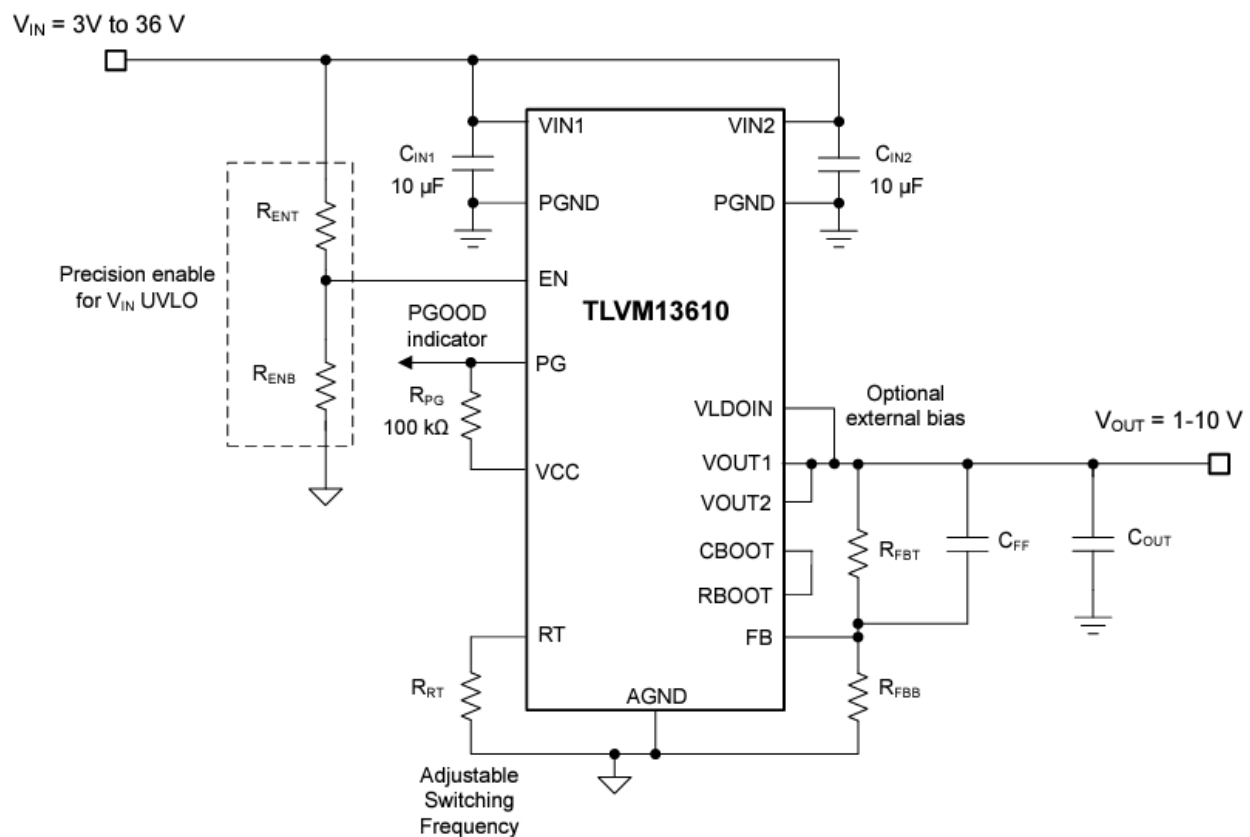 V_IN = 3V to 36 V
VIN1
VIN2
C_IN1
10 µF
C_IN2
10 µF
PGND
PGND
R_ENT
Precision enable
for V_IN UVLO
EN
TLVM13610
PGOOD
indicator
PG
R_ENB
R_PG
100 kΩ
VLDOIN
Optional
external bias
V_OUT = 1-10 V
VCC
VOUT1
VOUT2
CBOOT
R_FBT
C_FF
C_OUT
RBOOT
RT
FB
R_RT
AGND
R_FBB
Adjustable
Switching
Frequency